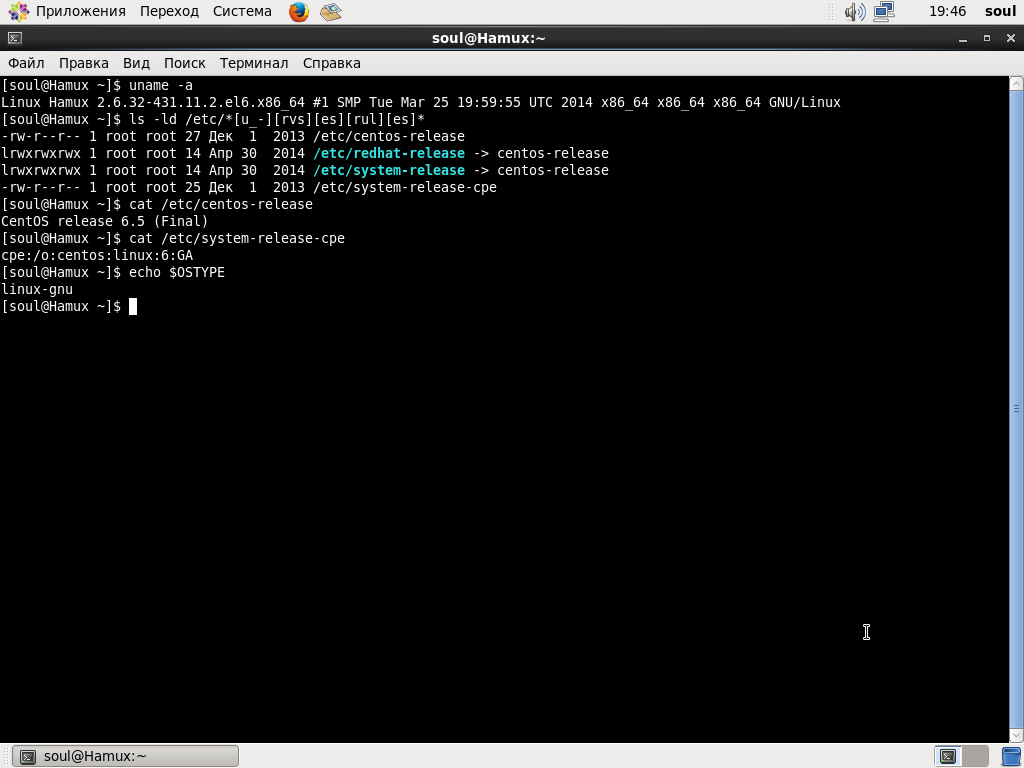 Приложения Переход Система 19:46 soul
soul@Hamux:~
Файл Правка Вид Поиск Терминал Справка
[soul@Hamux ~]$ uname -a
Linux Hamux 2.6.32-431.11.2.el6.x86_64 #1 SMP Tue Mar 25 19:59:55 UTC 2014 x86_64 x86_64 x86_64 GNU/Linux
[soul@Hamux ~]$ ls -ld /etc/*[u_-][rvs][es][rul][es]*
-rw-r--r-- 1 root root 27 Дек  1  2013 /etc/centos-release
lrwxrwxrwx 1 root root 14 Апр 30  2014 /etc/redhat-release -> centos-release
lrwxrwxrwx 1 root root 14 Апр 30  2014 /etc/system-release -> centos-release
-rw-r--r-- 1 root root 25 Дек  1  2013 /etc/system-release-cpe
[soul@Hamux ~]$ cat /etc/centos-release
CentOS release 6.5 (Final)
[soul@Hamux ~]$ cat /etc/system-release-cpe
cpe:/o:centos:linux:6:GA
[soul@Hamux ~]$ echo $OSTYPE
linux-gnu
[soul@Hamux ~]$
soul@Hamux:~